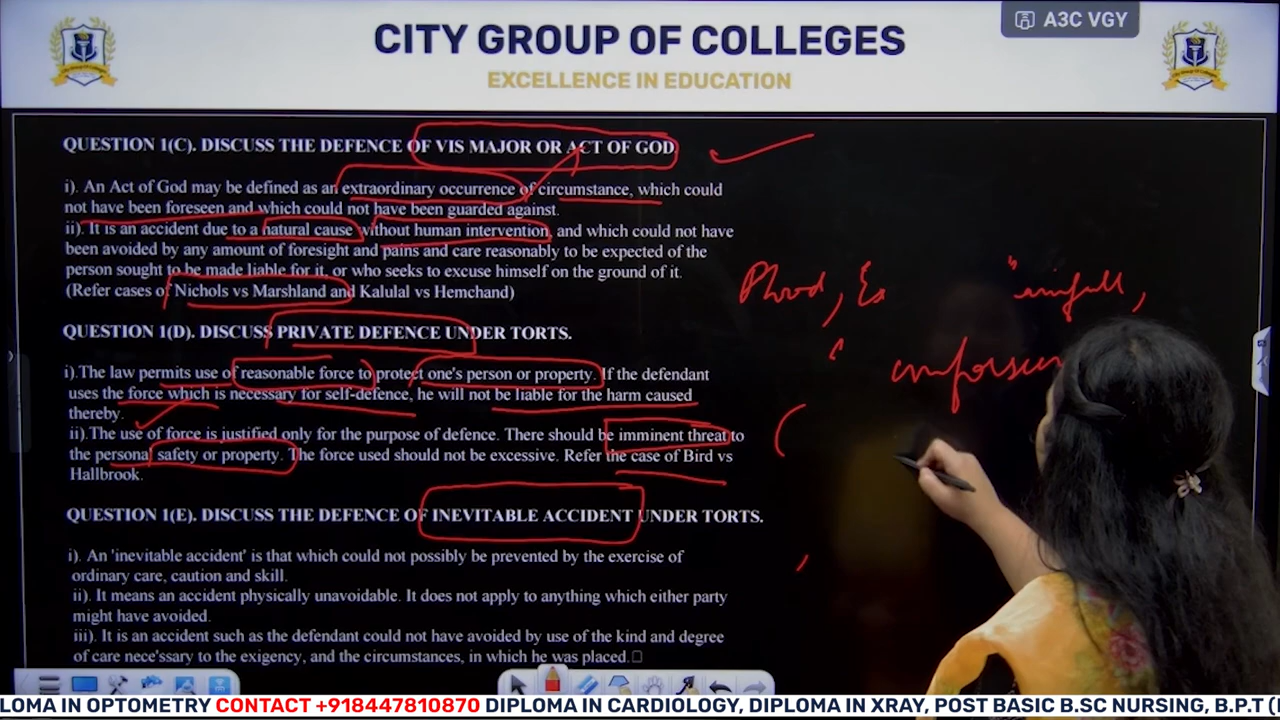 A3C VGY
CITY GROUP OF COLLEGES
EXCELLENCE IN EDUCATION
QUESTION 1(C). DISCUSS THE DEFENCE OF VIS MAJOR OR ACT OF GOD
i). An Act of God may be defined as an extraordinary occurrence of circumstance, which could
not have been foreseen and which could not have been guarded against.
ii). It is accident due to a natural cause without human intervention, and which could not have
been avoided by any amount of foresight and pains and care reasonably to be expected of the
person sought to be made liable for it, or who seeks to excuse himself on the ground of it.
(Refer cases of Nichols vs Marshland and Kalulal vs Hemchand)
QUESTION 1(D). DISCUSS PRIVATE DEFENCE UNDER TORTS.
i).The law permits use of reasonable force to protect one's person or property. If the defendant
uses the force which is necessary for self-defence, he will not be liable for the harm caused
thereby.
ii).The use of force is justified only for the purpose of defence. There should be imminent threat to
the personal safety or property. The force used should not be excessive. Refer the case of Bird vs
Hallbrook.
QUESTION 1(E). DISCUSS THE DEFENCE OF INEVITABLE ACCIDENT UNDER TORTS.
i). An 'inevitable accident' is that which could not possibly be prevented by the exercise of
ordinary care, caution and skill.
ii). It means an accident physically unavoidable. It does not apply to anything which either party
might have avoided.
iii). It is an accident such as the defendant could not have avoided by use of the kind and degree
of care nece'ssary to the exigency, and the circumstances, in which he was placed.
LOMA IN OPTOMETRY CONTACT +918447810870 DIPLOMA IN CARDIOLOGY, DIPLOMA IN XRAY, POST BASIC B.SC NURSING, B.P.T